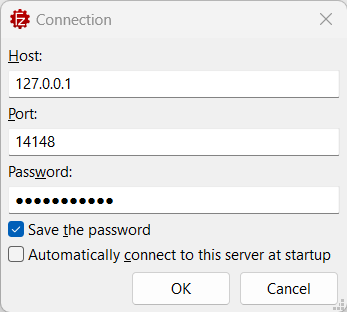 Connection
Host:
127.0.0.1
Port:
14148
Password:
●●●●●●●●●●●
Save the password
Automatically connect to this server at startup
OK
Cancel